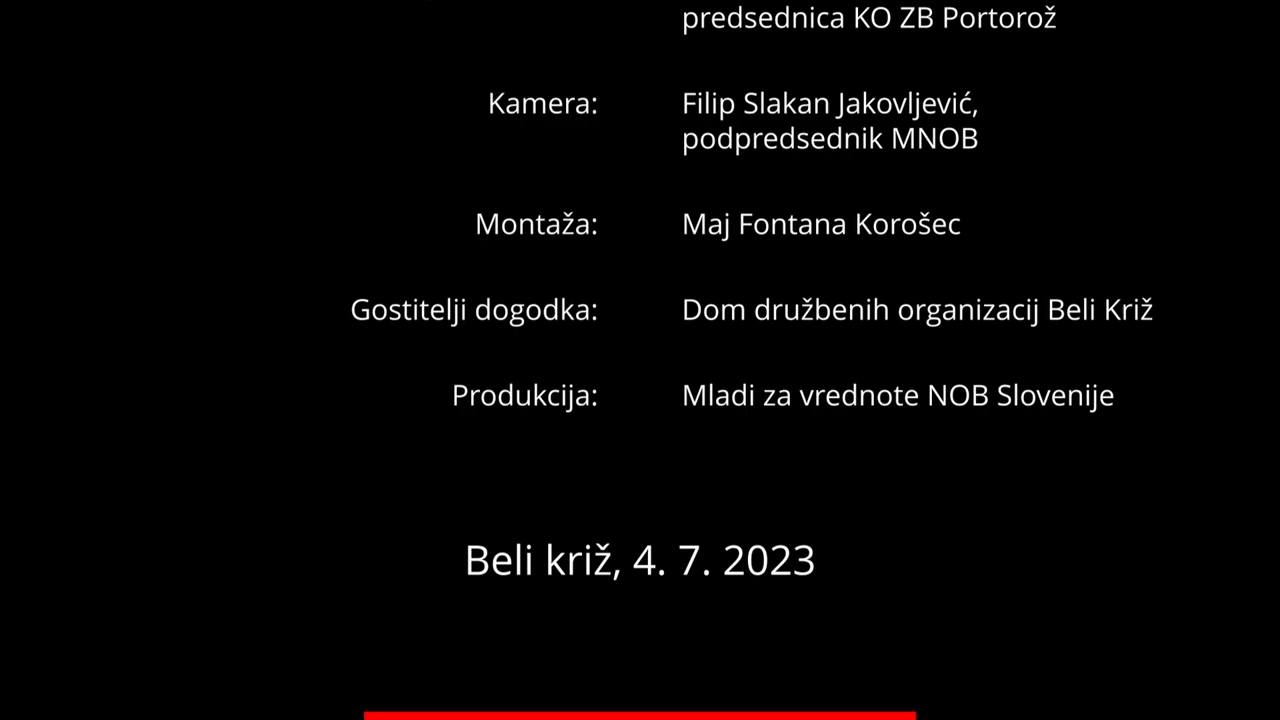 predsednica KO ZB Portorož
Kamera: Filip Slakan Jakovljević,
podpredsednik MNOB
Montaža: Maj Fontana Korošec
Gostitelji dogodka: Dom družbenih organizacij Beli Križ
Produkcija: Mladi za vrednote NOB Slovenije
Beli križ, 4. 7. 2023